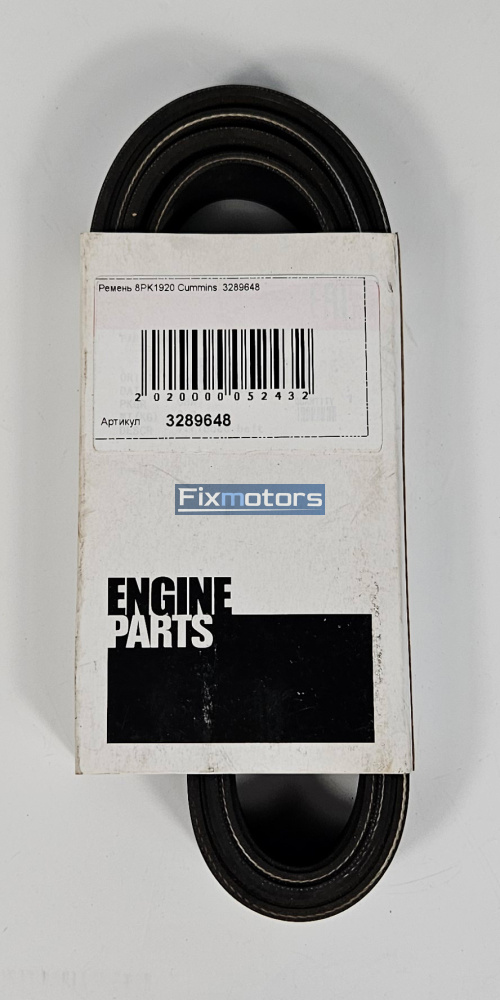 Ремень 8PK1920 Cummins 3289648
2 020000 052432
Артикул 3289648
Fixmotors
ENGINE
PARTS